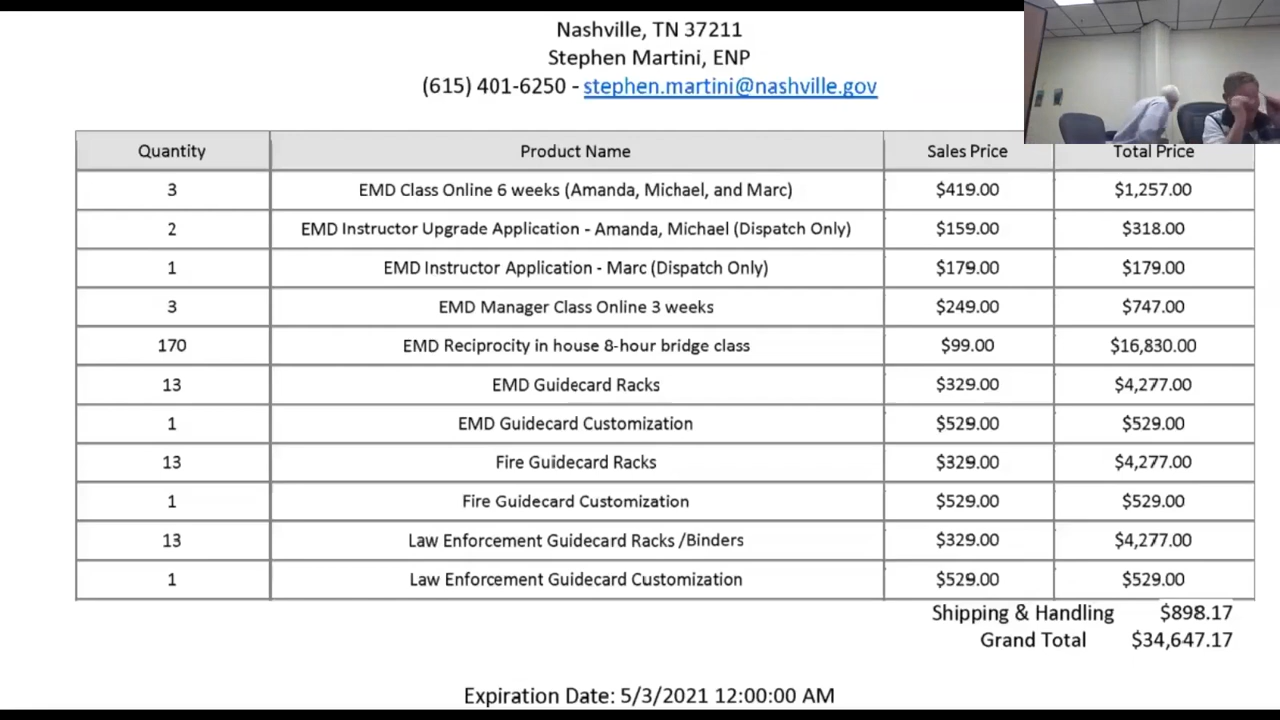 Nashville, TN 37211
Stephen Martini, ENP
(615) 401-6250 - stephen.martini@nashville.gov
Quantity Product Name Sales Price Total Price
3 EMD Class Online 6 weeks (Amanda, Michael, and Marc) $419.00 $1,257.00
2 EMD Instructor Upgrade Application - Amanda, Michael (Dispatch Only) $159.00 $318.00
1 EMD Instructor Application - Marc (Dispatch Only) $179.00 $179.00
3 EMD Manager Class Online 3 weeks $249.00 $747.00
170 EMD Reciprocity in house 8-hour bridge class $99.00 $16,830.00
13 EMD Guidecard Racks $329.00 $4,277.00
1 EMD Guidecard Customization $529.00 $529.00
13 Fire Guidecard Racks $329.00 $4,277.00
1 Fire Guidecard Customization $529.00 $529.00
13 Law Enforcement Guidecard Racks /Binders $329.00 $4,277.00
1 Law Enforcement Guidecard Customization $529.00 $529.00
Shipping & Handling $898.17
Grand Total $34,647.17
Expiration Date: 5/3/2021 12:00:00 AM